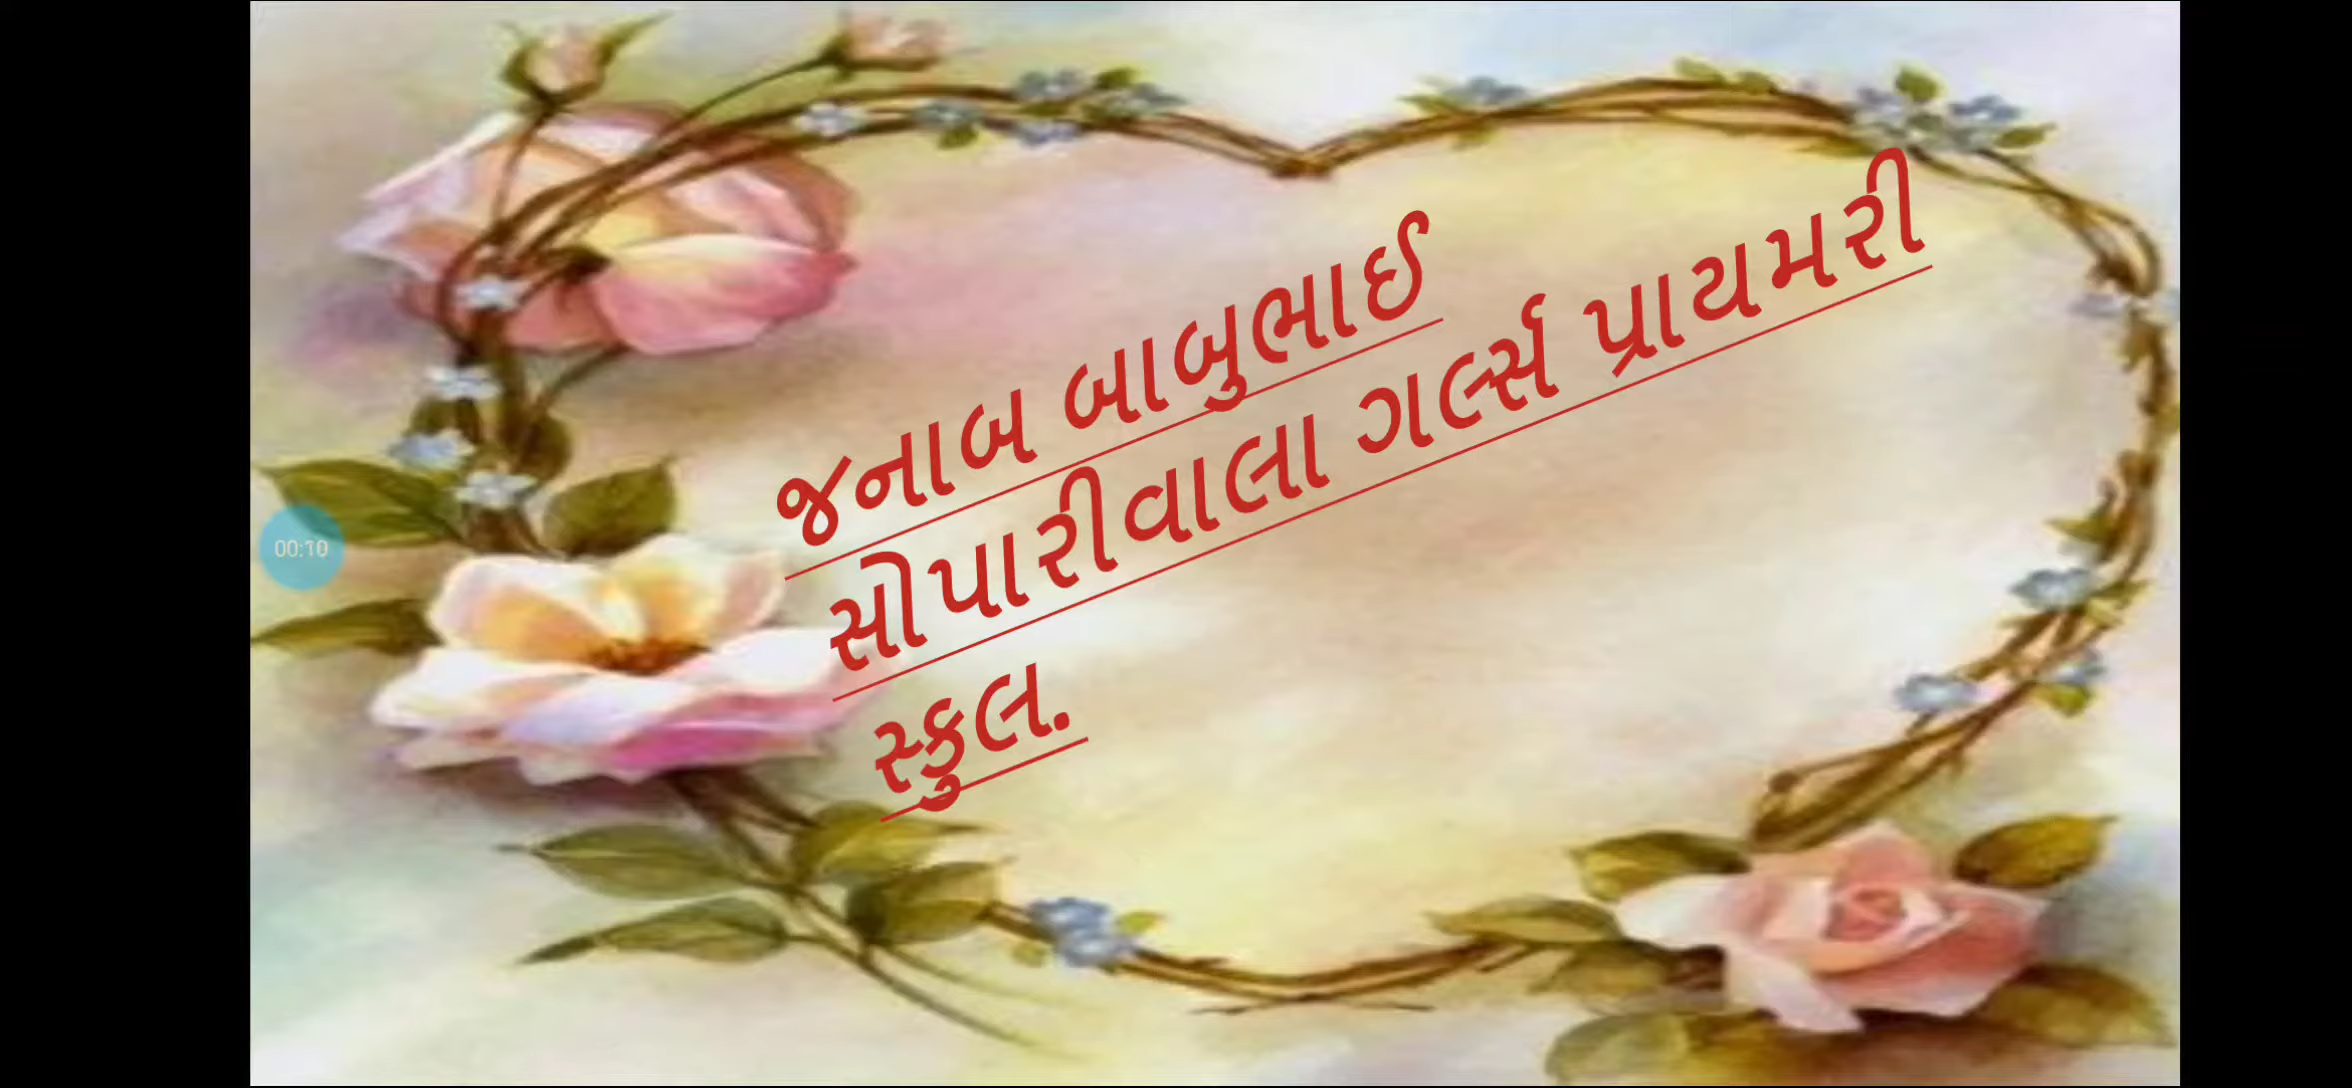 જનાબ બાબુભાઈ
સોપારીવાલા ગર્લ્સ પ્રાયમરી
સ્કુલ.
00:10